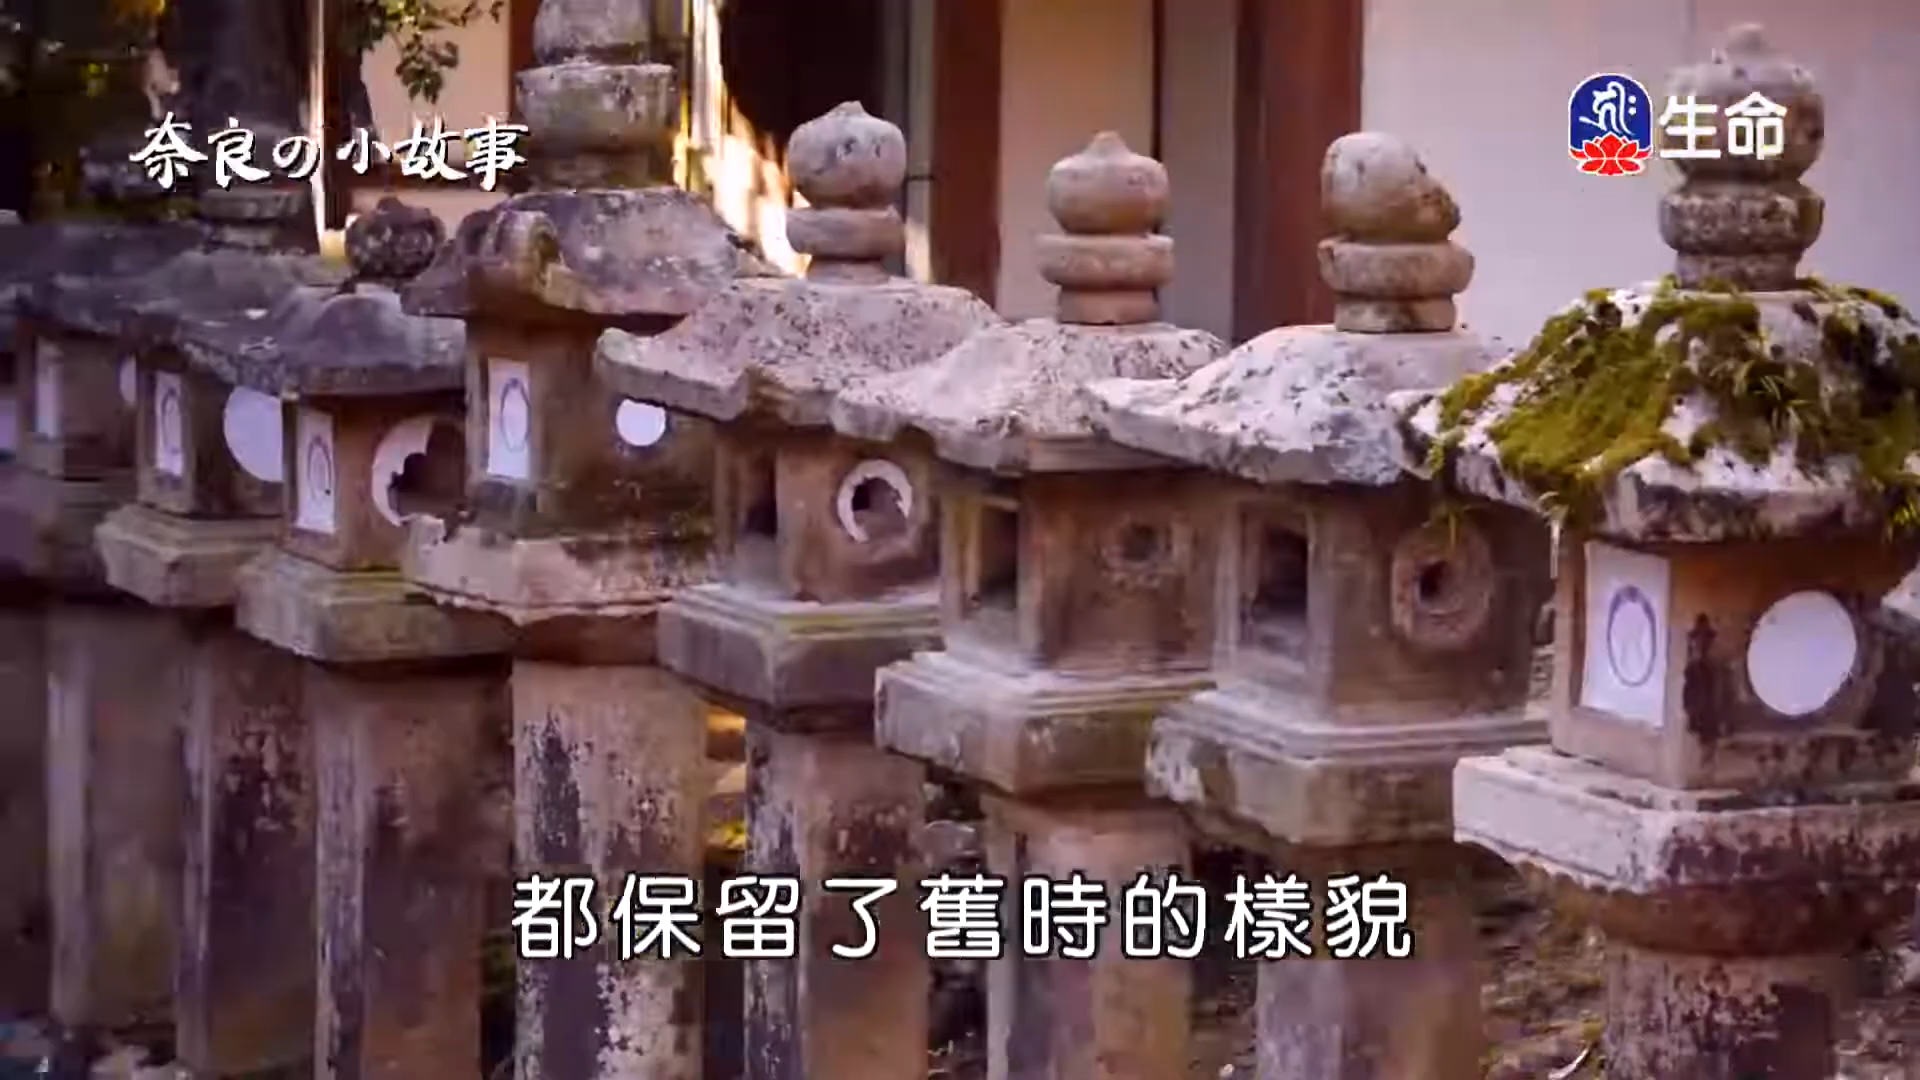 奈良の小故事
生命
都保留了舊時的樣貌